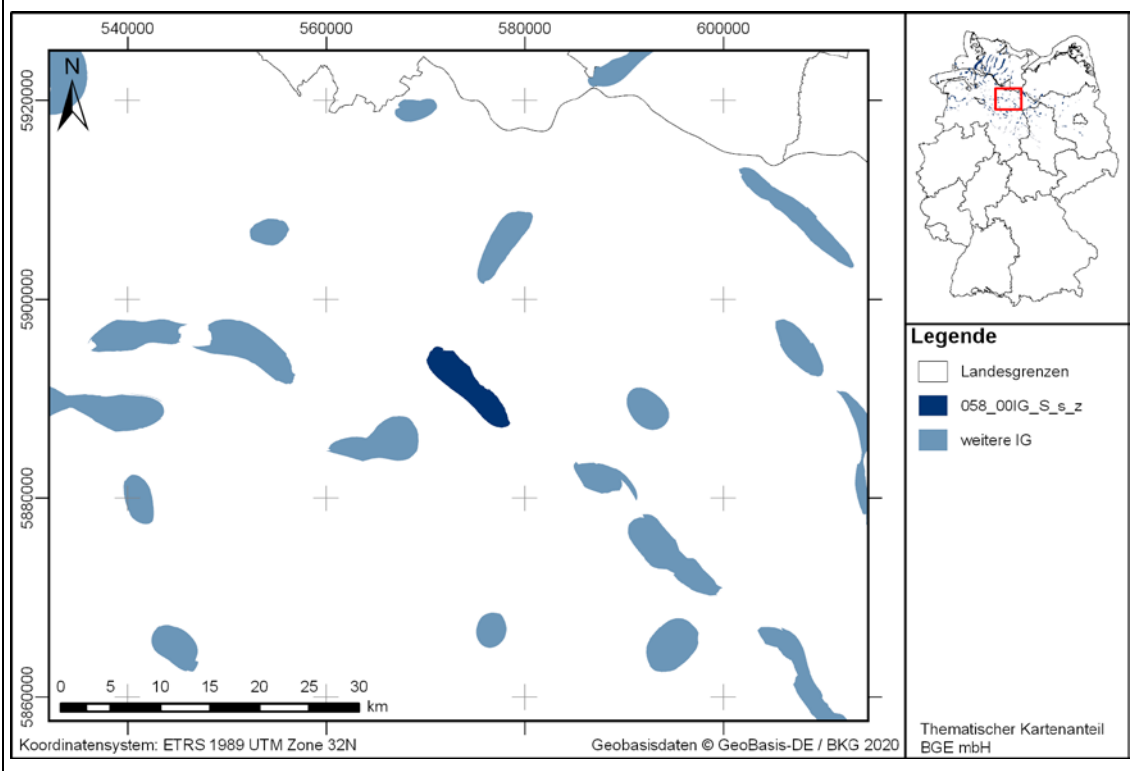 540000 560000 580000 600000
N
5920000
5900000
5880000
5860000
0 5 10 15 20 25 30
km
Koordinatensystem: ETRS 1989 UTM Zone 32N
Geobasisdaten © GeoBasis-DE / BKG 2020
Legende
Landesgrenzen
058_00IG_S_s_z
weitere IG
Thematischer Kartenanteil
BGE mbH